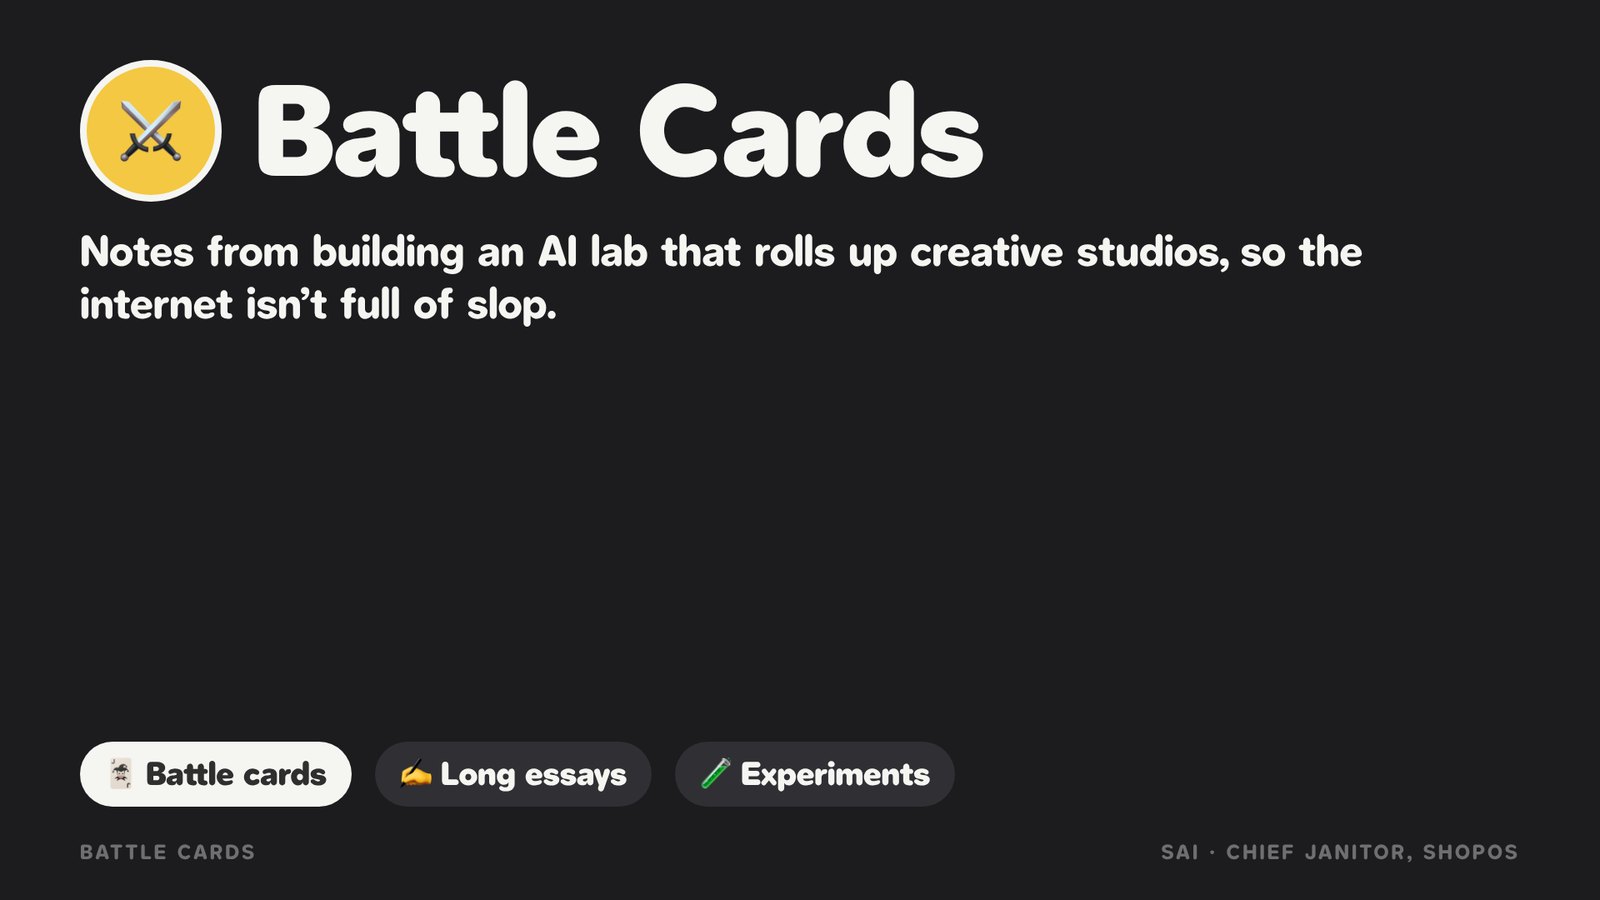 Battle Cards
Notes from building an AI lab that rolls up creative studios, so the
internet isn’t full of slop.
Battle cards
Long essays
Experiments
BATTLE CARDS
SAI · CHIEF JANITOR, SHOPOS